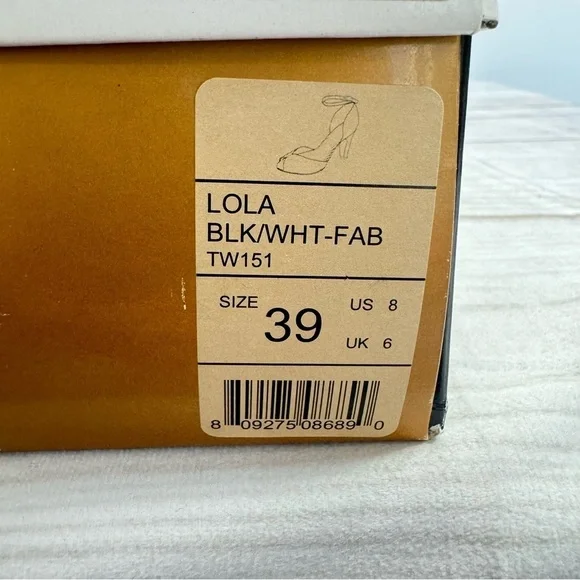 LOLA
BLK/WHT-FAB
TW151
SIZE 39 US 8
UK 6
8 09275 08689 0